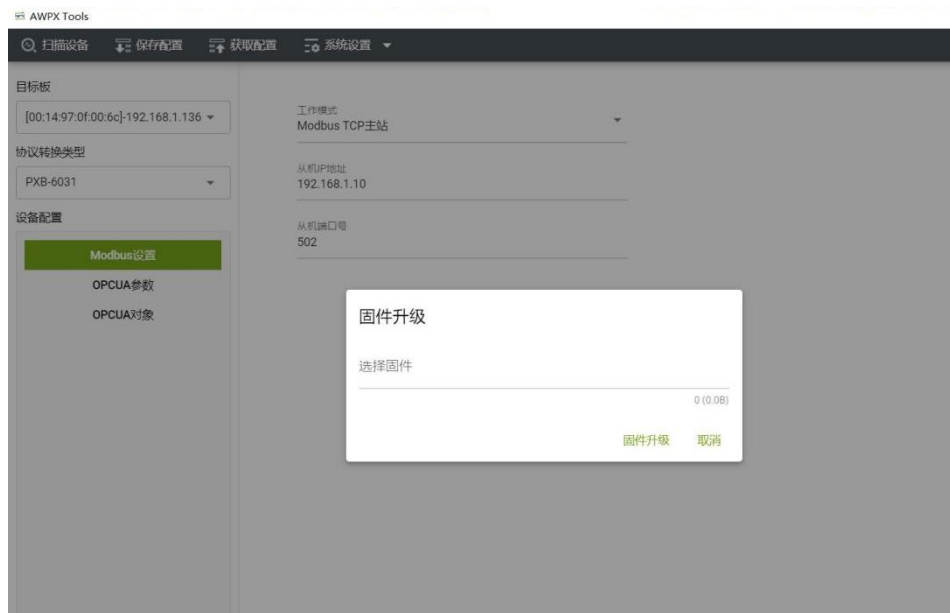 AWPX Tools
扫描设备 保存配置 获取配置 系统设置
目标板
[00:14:97:0f:00:6c]-192.168.1.136
协议转换类型
PXB-6031
设备配置
Modbus设置
OPCUA参数
OPCUA对象
工作模式
Modbus TCP主站
从机IP地址
192.168.1.10
从机端口号
502
固件升级
选择固件
0 (0.0B)
固件升级 取消